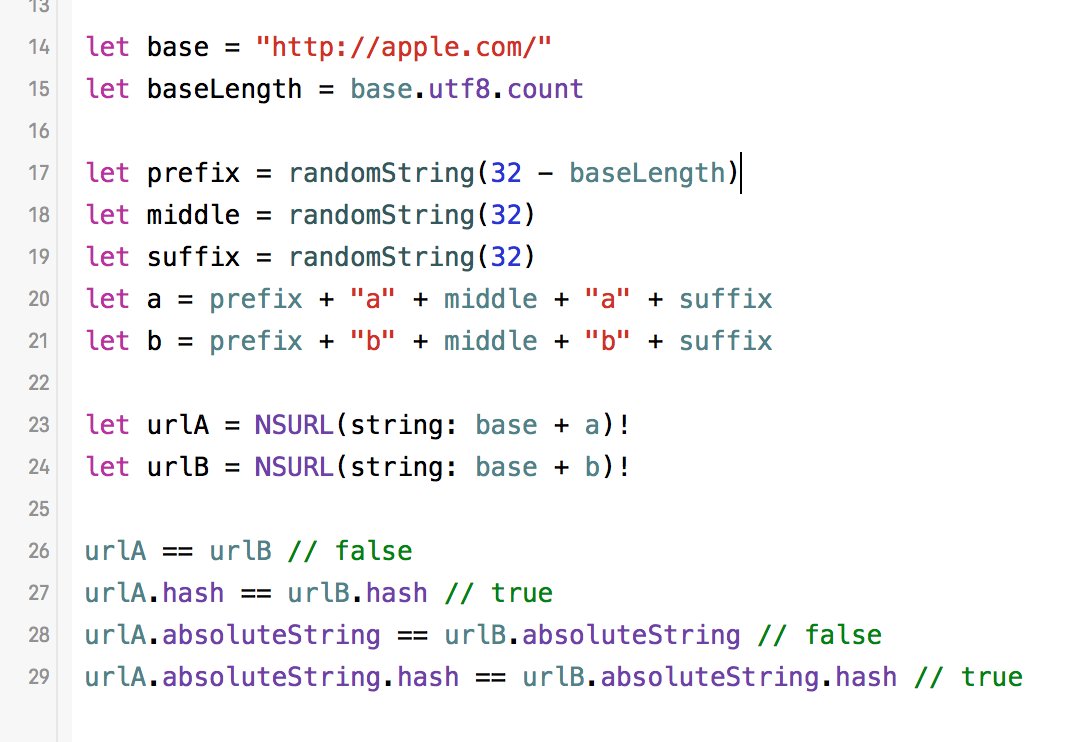 13
14 let base = "http://apple.com/"
15 let baseLength = base.utf8.count
16
17 let prefix = randomString(32 - baseLength)
18 let middle = randomString(32)
19 let suffix = randomString(32)
20 let a = prefix + "a" + middle + "a" + suffix
21 let b = prefix + "b" + middle + "b" + suffix
22
23 let urlA = NSURL(string: base + a)!
24 let urlB = NSURL(string: base + b)!
25
26 urlA == urlB // false
27 urlA.hash == urlB.hash // true
28 urlA.absoluteString == urlB.absoluteString // false
29 urlA.absoluteString.hash == urlB.absoluteString.hash // true